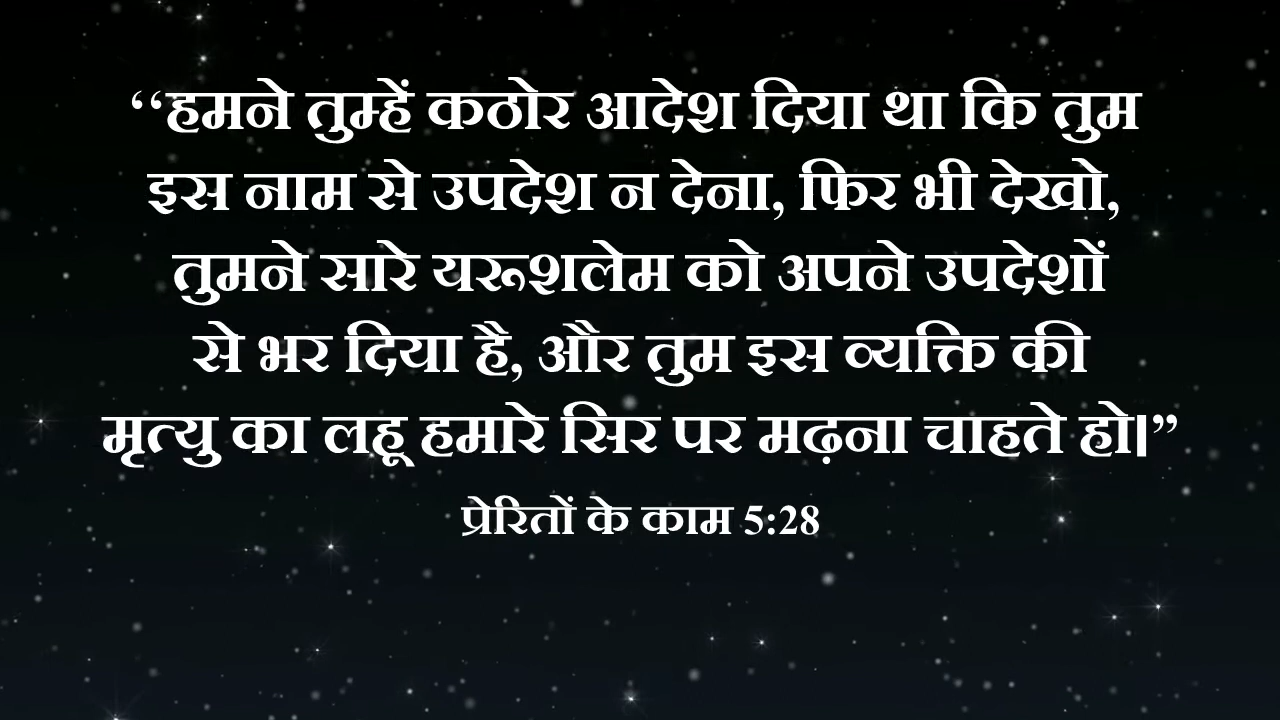 “हमने तुम्हें कठोर आदेश दिया था कि तुम
इस नाम से उपदेश न देना, फिर भी देखो,
तुमने सारे यरूशलेम को अपने उपदेशों
से भर दिया है, और तुम इस व्यक्ति की
मृत्यु का लहू हमारे सिर पर मढ़ना चाहते हो।”
प्रेरितों के काम 5:28